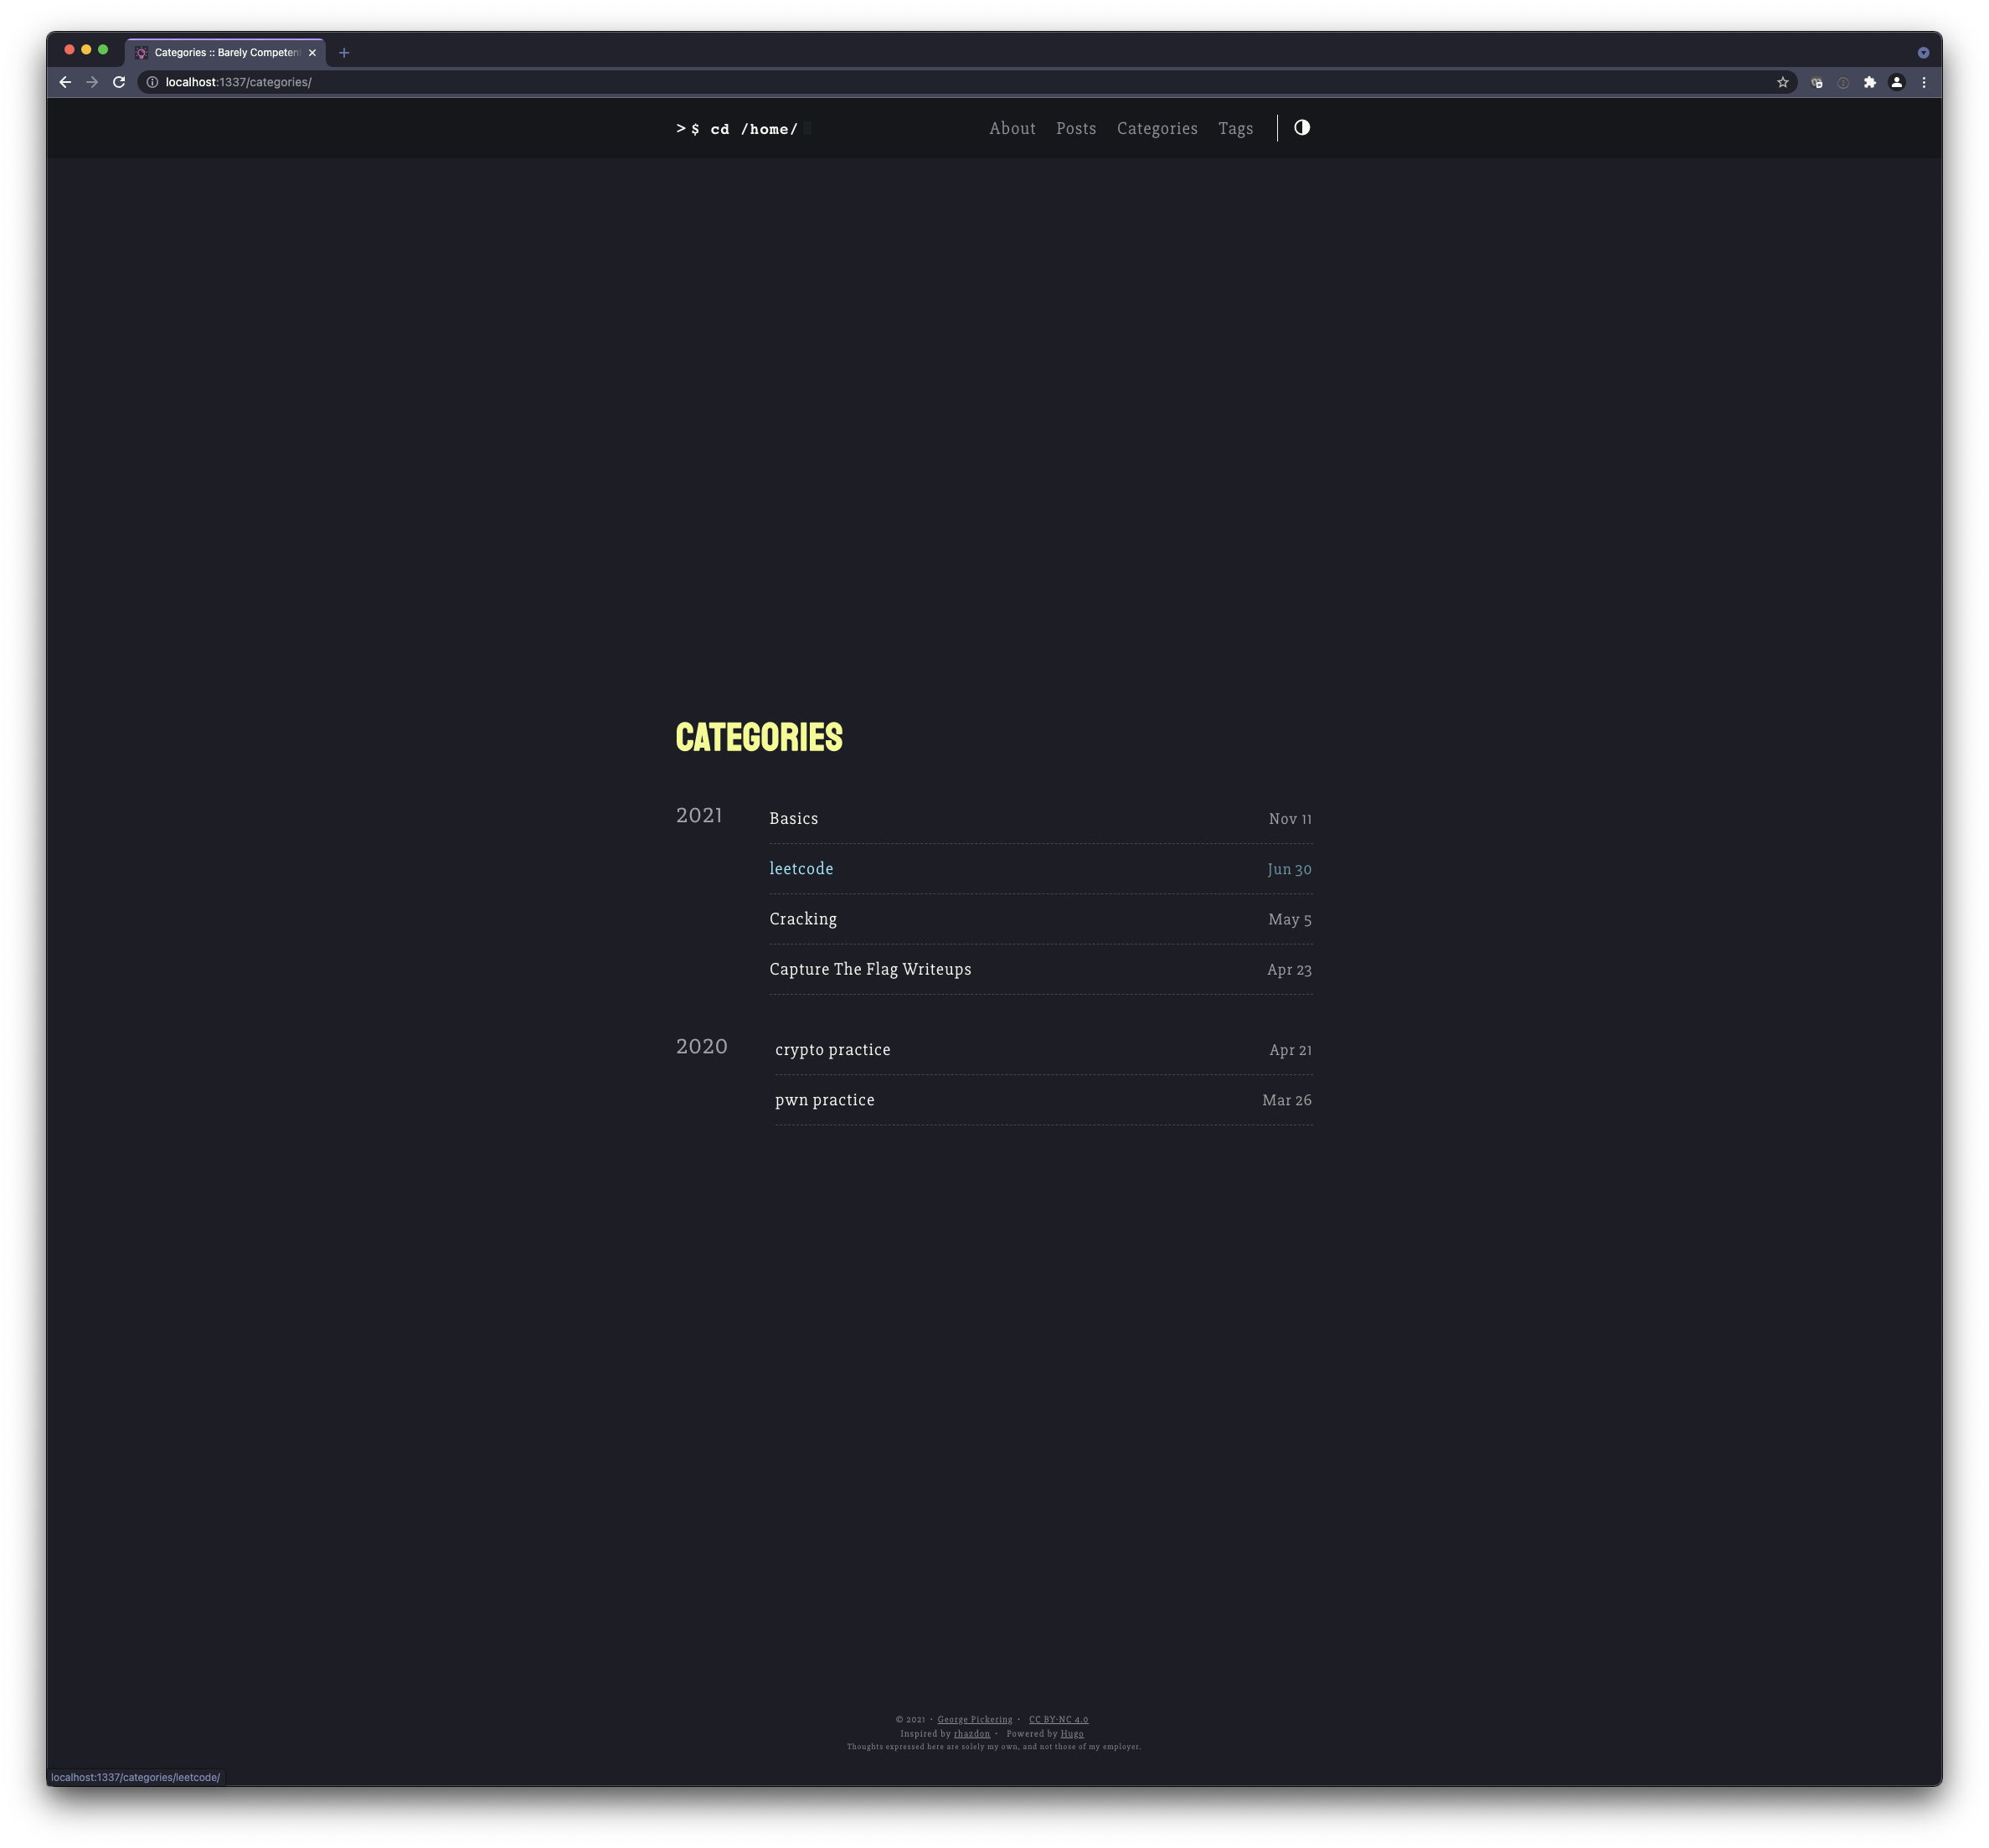 Categories :: Barely Competen
localhost:1337/categories/
>$ cd /home/
About Posts Categories Tags
CATEGORIES
2021
Basics Nov 11
leetcode Jun 30
Cracking May 5
Capture The Flag Writeups Apr 23
2020
crypto practice Apr 21
pwn practice Mar 26
© 2021 · George Pickering · CC BY-NC 4.0
Inspired by rhazdon · Powered by Hugo
Thoughts expressed here are solely my own, and not those of my employer.
localhost:1337/categories/leetcode/